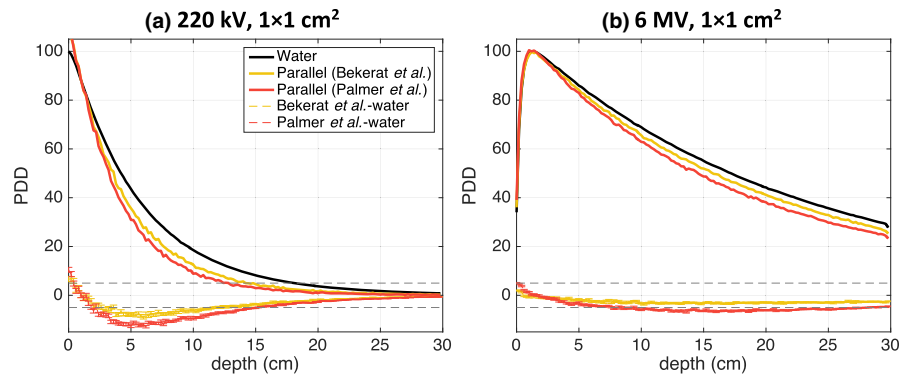 (a) 220 kV, 1×1 cm²
100
80
60
40
20
0
PDD
0 5 10 15 20 25 30
depth (cm)
Water
Parallel (Bekerat et al.)
Parallel (Palmer et al.)
Bekerat et al.-water
Palmer et al.-water
(b) 6 MV, 1×1 cm²
100
80
60
40
20
0
PDD
0 5 10 15 20 25 30
depth (cm)